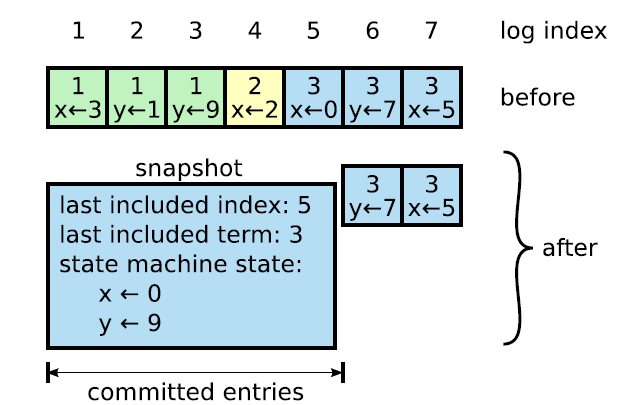 1 2 3 4 5 6 7 log index
1 1 1 2 3 3 3
x←3 y←1 y←9 x←2 x←0 y←7 x←5
before
snapshot
3 3
y←7 x←5
last included index: 5
last included term: 3
state machine state:
x ← 0
y ← 9
after
committed entries